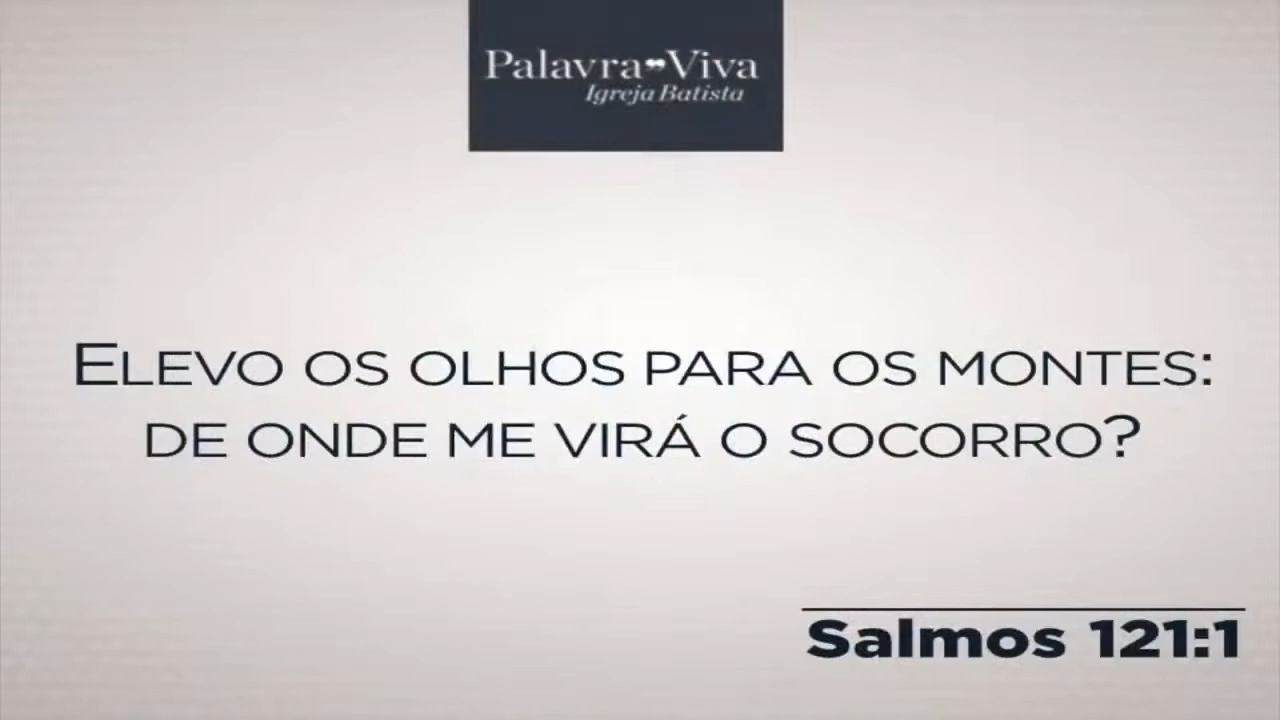 Palavra Viva
Igreja Batista
Elevo os olhos para os montes:
de onde me virá o socorro?
Salmos 121:1